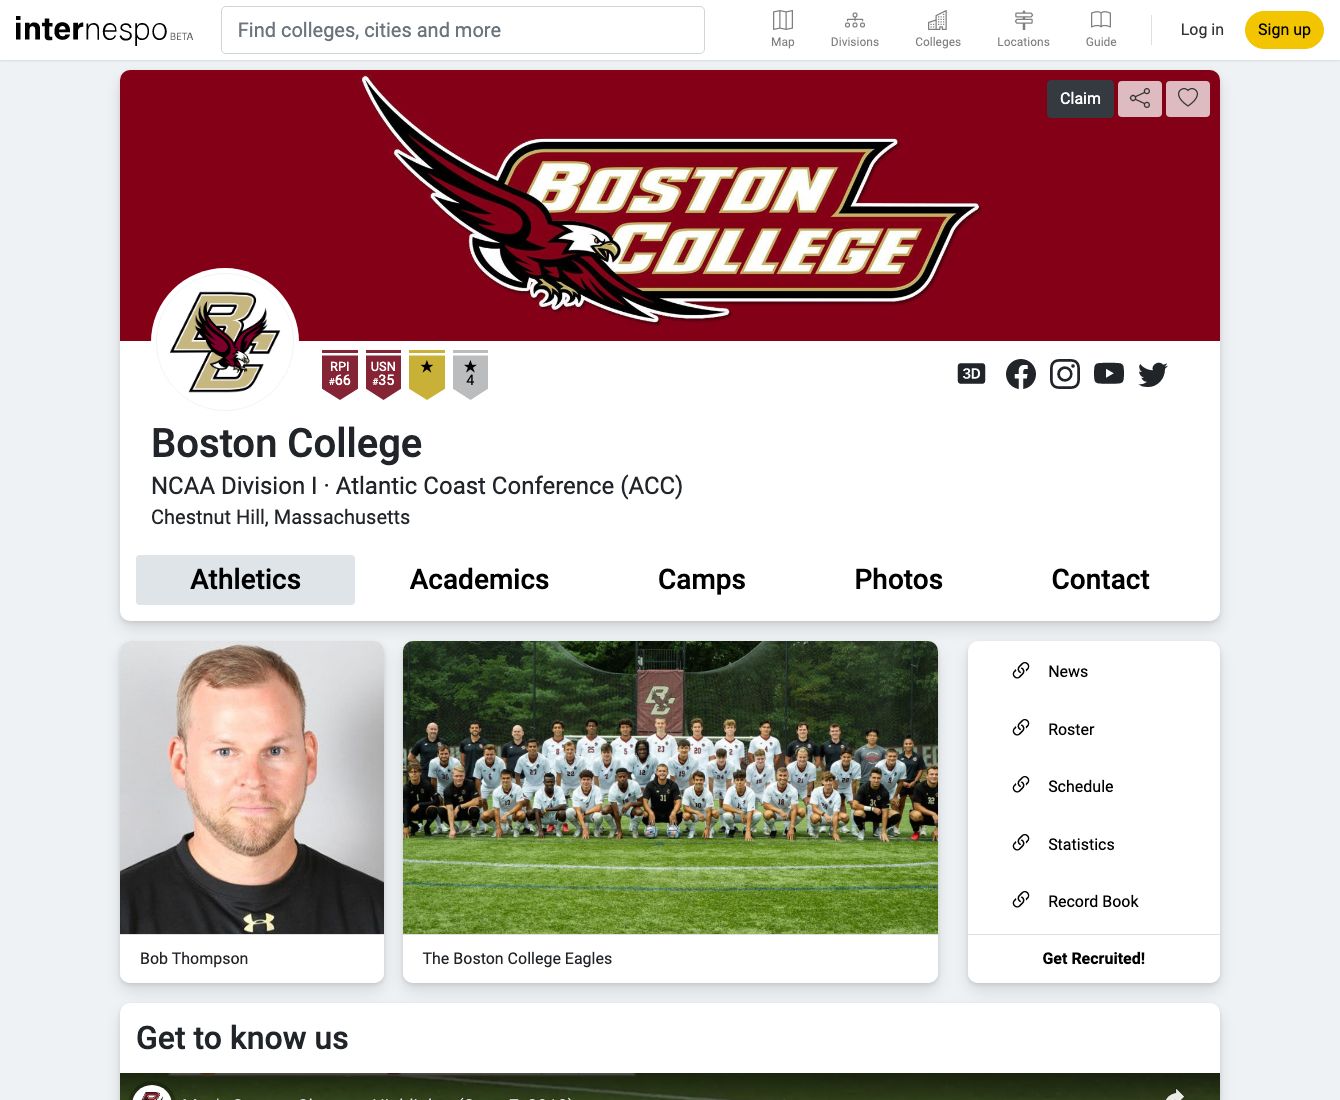 internespo BETA
Find colleges, cities and more
Map
Divisions
Colleges
Locations
Guide
Log in
Sign up
Claim
BOSTON
COLLEGE
BC
RPI
#66
USN
#35
4
3D
Boston College
NCAA Division I · Atlantic Coast Conference (ACC)
Chestnut Hill, Massachusetts
Athletics
Academics
Camps
Photos
Contact
BC
News
Roster
Schedule
Statistics
Record Book
Bob Thompson
The Boston College Eagles
Get Recruited!
Get to know us